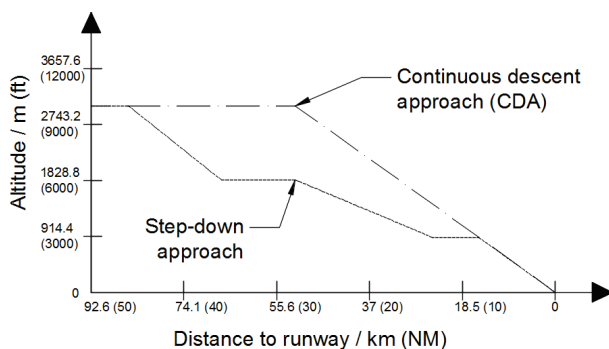 Altitude / m (ft)
3657.6
(12000)
2743.2
(9000)
1828.8
(6000)
914.4
(3000)
0
Continuous descent
approach (CDA)
Step-down
approach
92.6 (50)
74.1 (40)
55.6 (30)
37 (20)
18.5 (10)
0
Distance to runway / km (NM)